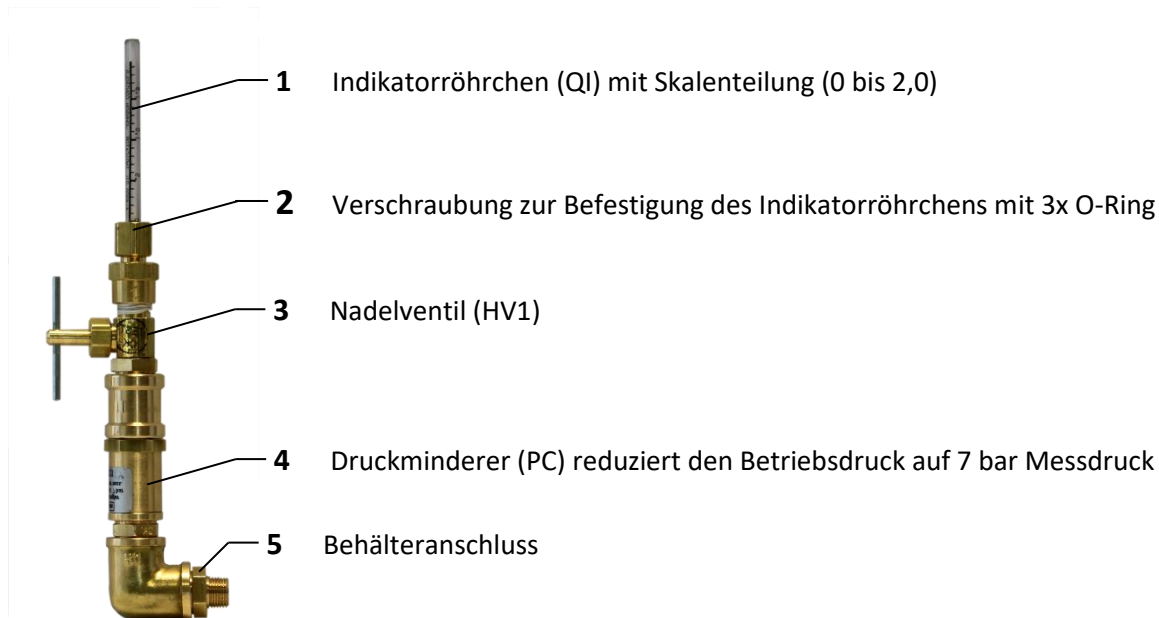 1 Indikatorröhrchen (QI) mit Skalenteilung (0 bis 2,0)
2 Verschraubung zur Befestigung des Indikatorröhrchens mit 3x O-Ring
3 Nadelventil (HV1)
4 Druckminderer (PC) reduziert den Betriebsdruck auf 7 bar Messdruck
5 Behälteranschluss